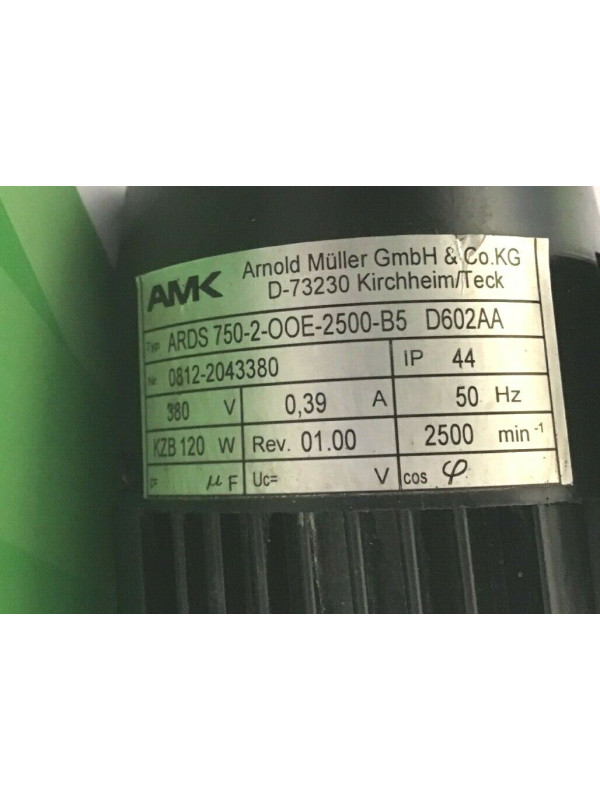 AMK Arnold Müller GmbH & Co.KG
D-73230 Kirchheim/Teck
Typ ARDS 750-2-OOE-2500-B5 D602AA
Nr. 0812-2043380 IP 44
380 V 0,39 A 50 Hz
KZB 120 W Rev. 01.00 2500 min⁻¹
μF Uc= V cos φ